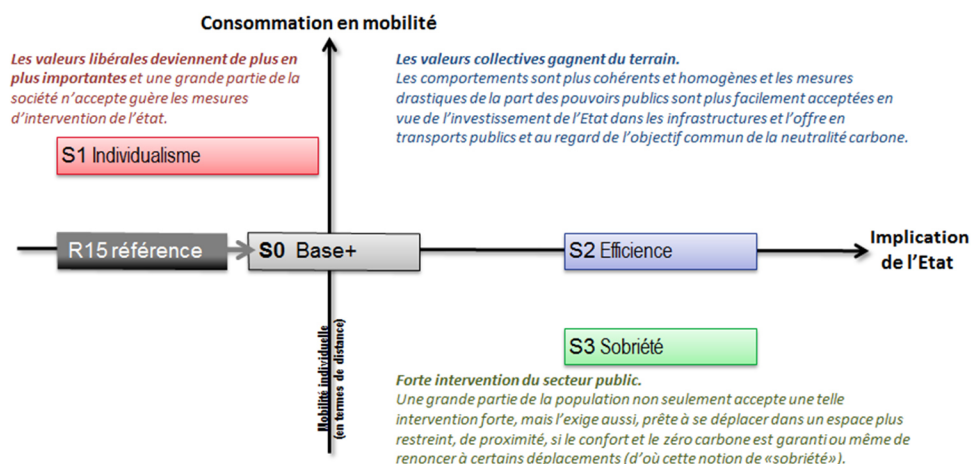 Consommation en mobilité
Les valeurs libérales deviennent de plus en
plus importantes et une grande partie de la
société n'accepte guère les mesures
d'intervention de l'état.
Les valeurs collectives gagnent du terrain.
Les comportements sont plus cohérents et homogènes et les mesures
drastiques de la part des pouvoirs publics sont plus facilement acceptées en
vue de l'investissement de l'Etat dans les infrastructures et l'offre en
transports publics et au regard de l'objectif commun de la neutralité carbone.
S1 Individualisme
R15 référence
S0 Base+
S2 Efficience
Implication
de l'Etat
Mobilité individuelle
(en termes de distance)
S3 Sobriété
Forte intervention du secteur public.
Une grande partie de la population non seulement accepte une telle
intervention forte, mais l'exige aussi, prête à se déplacer dans un espace plus
restreint, de proximité, si le confort et le zéro carbone est garanti ou même de
renoncer à certains déplacements (d'où cette notion de «sobriété»).